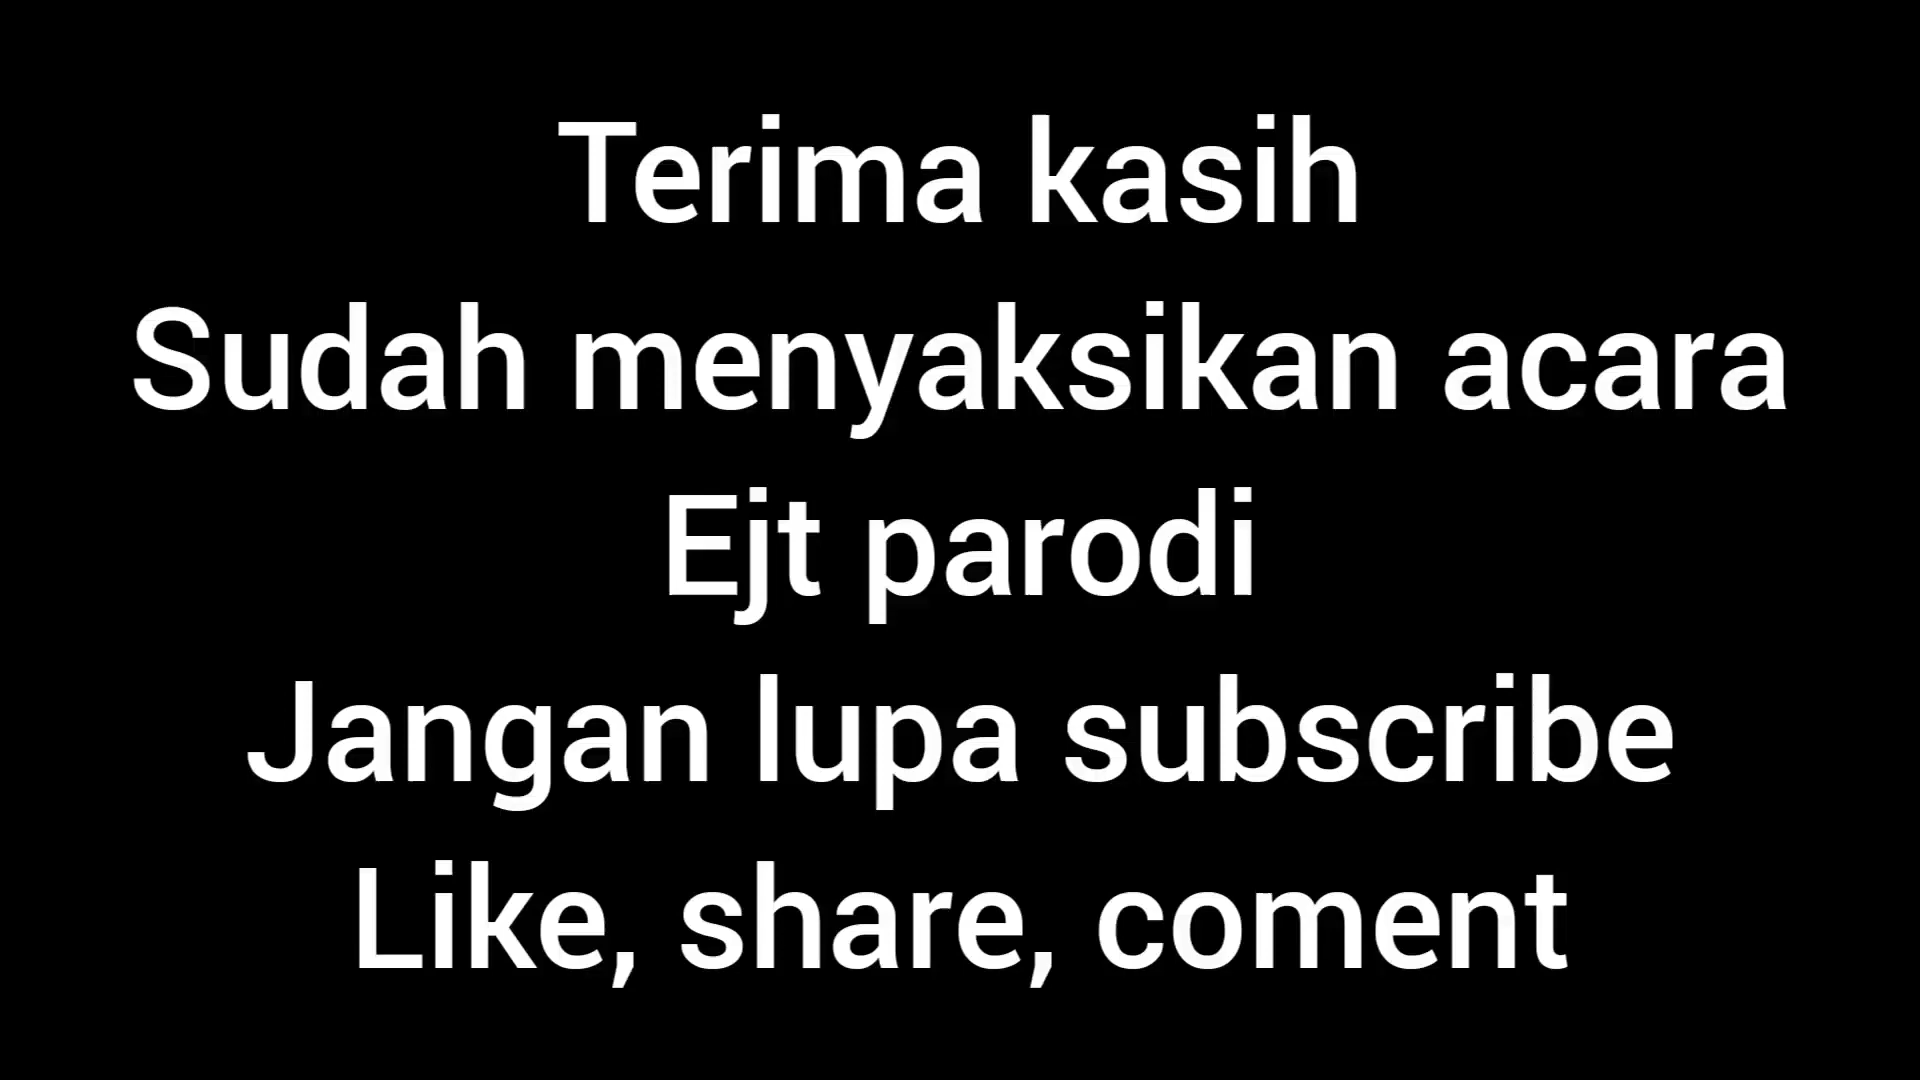 Terima kasih
Sudah menyaksikan acara
Ejt parodi
Jangan lupa subscribe
Like, share, coment